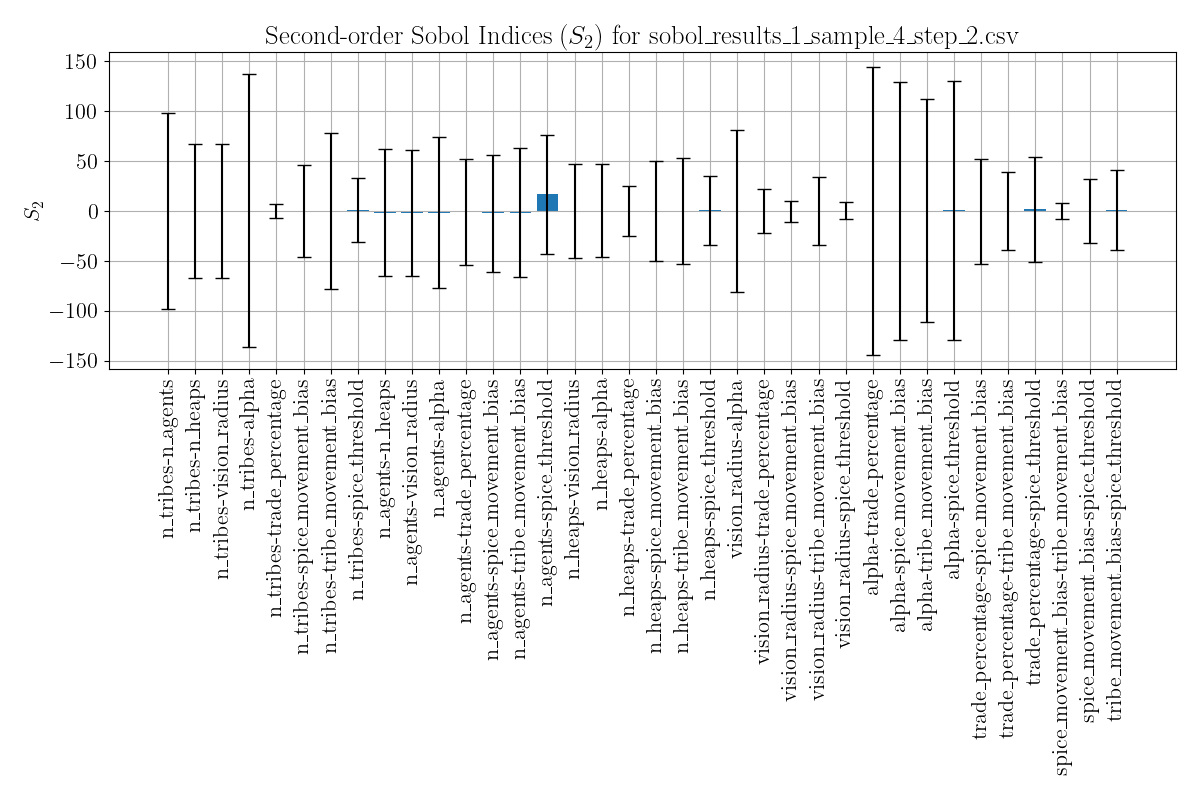 Second-order Sobol Indices (S₂) for sobol_results_1_sample_4_step_2.csv
150
100
50
0
−50
−100
−150
S₂
n_tribes-n_agents
n_tribes-n_heaps
n_tribes-vision_radius
n_tribes-alpha
n_tribes-trade_percentage
n_tribes-spice_movement_bias
n_tribes-tribe_movement_bias
n_tribes-spice_threshold
n_agents-n_heaps
n_agents-vision_radius
n_agents-alpha
n_agents-trade_percentage
n_agents-spice_movement_bias
n_agents-tribe_movement_bias
n_agents-spice_threshold
n_heaps-vision_radius
n_heaps-alpha
n_heaps-trade_percentage
n_heaps-spice_movement_bias
n_heaps-tribe_movement_bias
n_heaps-spice_threshold
vision_radius-alpha
vision_radius-trade_percentage
vision_radius-spice_movement_bias
vision_radius-tribe_movement_bias
vision_radius-spice_threshold
alpha-trade_percentage
alpha-spice_movement_bias
alpha-tribe_movement_bias
alpha-spice_threshold
trade_percentage-spice_movement_bias
trade_percentage-tribe_movement_bias
trade_percentage-spice_threshold
spice_movement_bias-tribe_movement_bias
spice_movement_bias-spice_threshold
tribe_movement_bias-spice_threshold